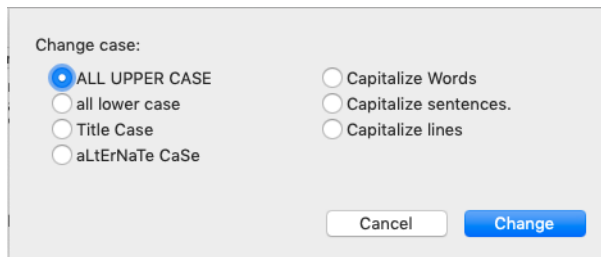 Change case:
ALL UPPER CASE
all lower case
Title Case
aLtErNaTe CaSe
Capitalize Words
Capitalize sentences.
Capitalize lines
Cancel
Change